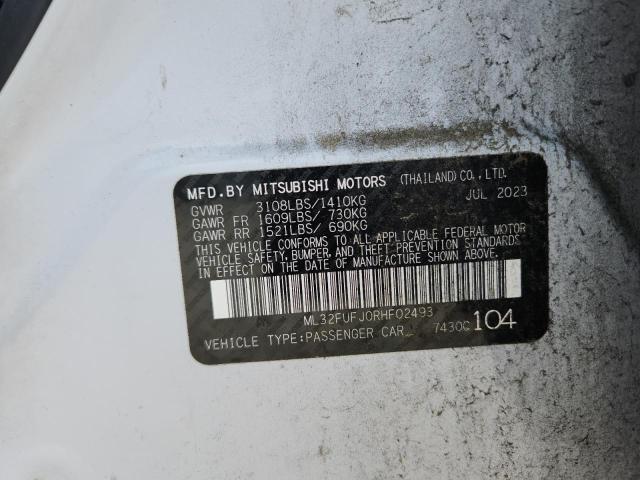 MFD.BY MITSUBISHI MOTORS (THAILAND) CO.,LTD.
GVWR 3108LBS/1410KG JUL 2023
GAWR FR 1609LBS/ 730KG
GAWR RR 1521LBS/ 690KG
THIS VEHICLE CONFORMS TO ALL APPLICABLE FEDERAL MOTOR
VEHICLE SAFETY, BUMPER, AND THEFT PREVENTION STANDARDS
IN EFFECT ON THE DATE OF MANUFACTURE SHOWN ABOVE.
ML32FUFJ0RHF02493
VEHICLE TYPE:PASSENGER CAR 7430C 104